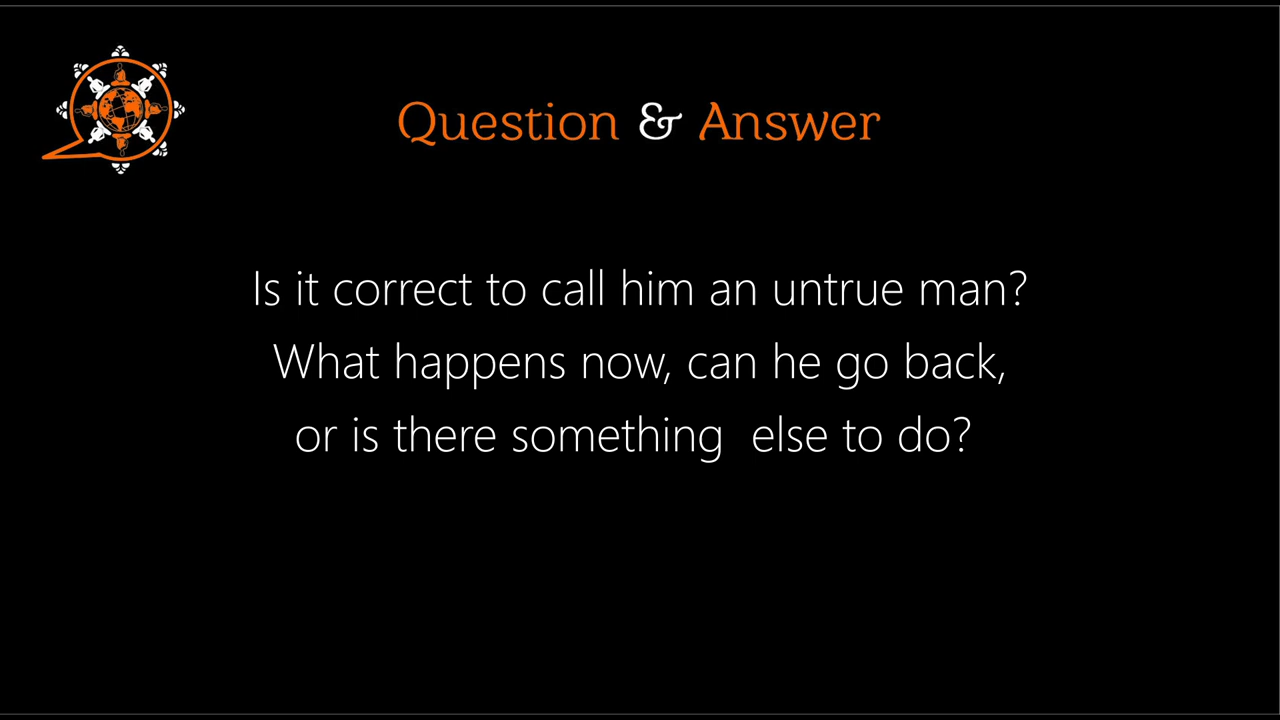 Question & Answer
Is it correct to call him an untrue man?
What happens now, can he go back,
or is there something else to do?